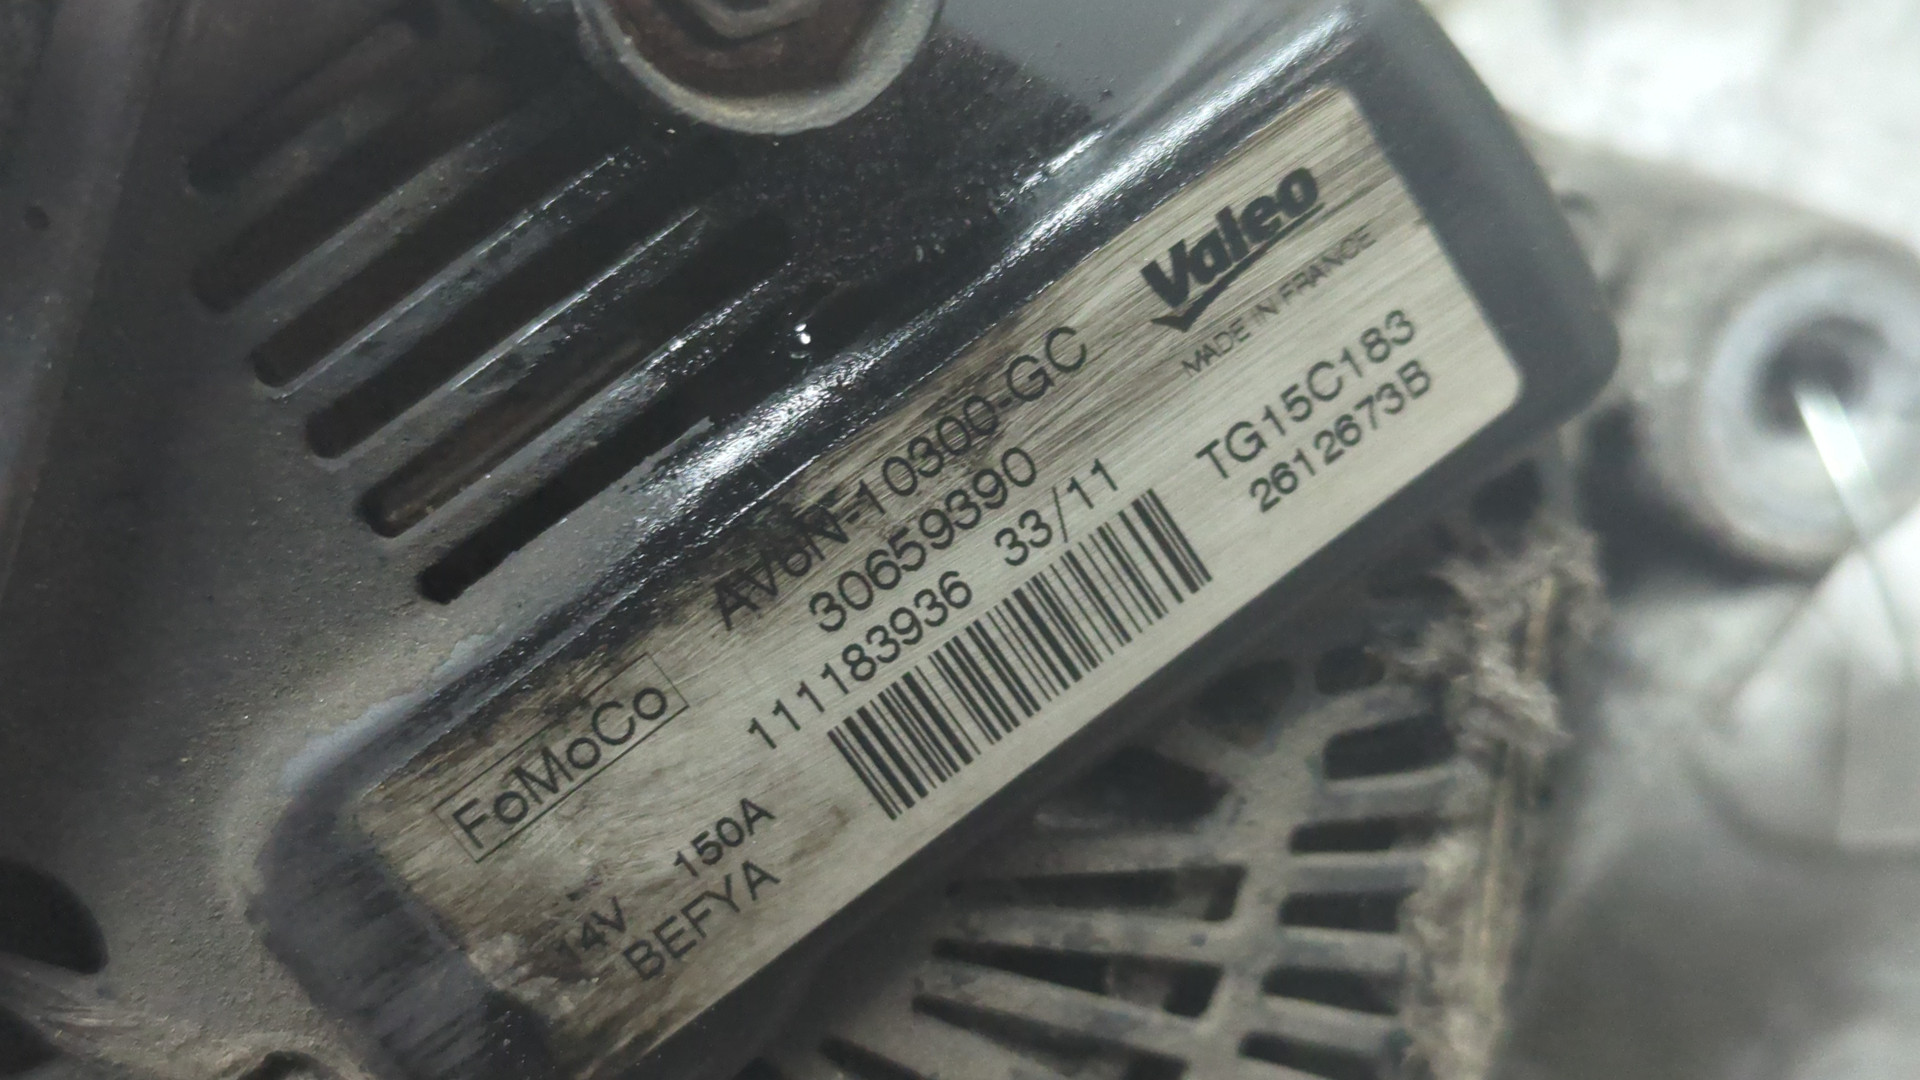 Valeo
MADE IN FRANCE
AV6N-10300-GC
30659390
TG15C183
111183936 33/11
2612673B
FoMoCo
14V 150A
BEFYA